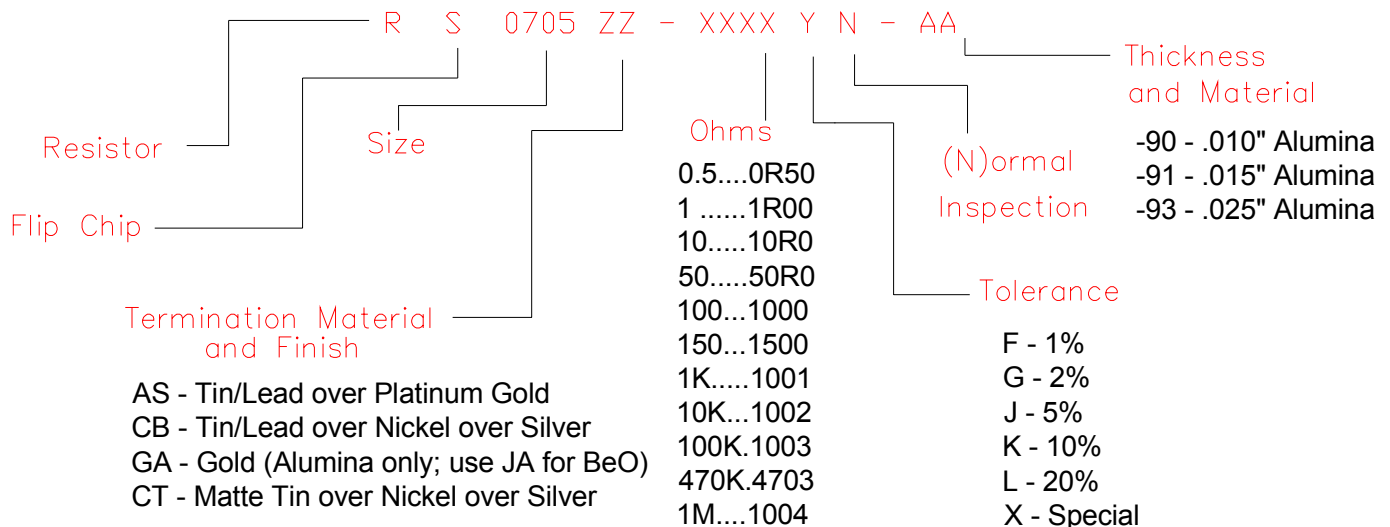 R S 0705 ZZ - XXXX Y N - AA
Resistor
Flip Chip
Size
Termination Material
and Finish
AS - Tin/Lead over Platinum Gold
CB - Tin/Lead over Nickel over Silver
GA - Gold (Alumina only; use JA for BeO)
CT - Matte Tin over Nickel over Silver
Ohms
0.5....0R50
1 ......1R00
10.....10R0
50.....50R0
100...1000
150...1500
1K.....1001
10K...1002
100K.1003
470K.4703
1M....1004
Tolerance
F - 1%
G - 2%
J - 5%
K - 10%
L - 20%
X - Special
(N)ormal
Inspection
Thickness
and Material
-90 - .010" Alumina
-91 - .015" Alumina
-93 - .025" Alumina